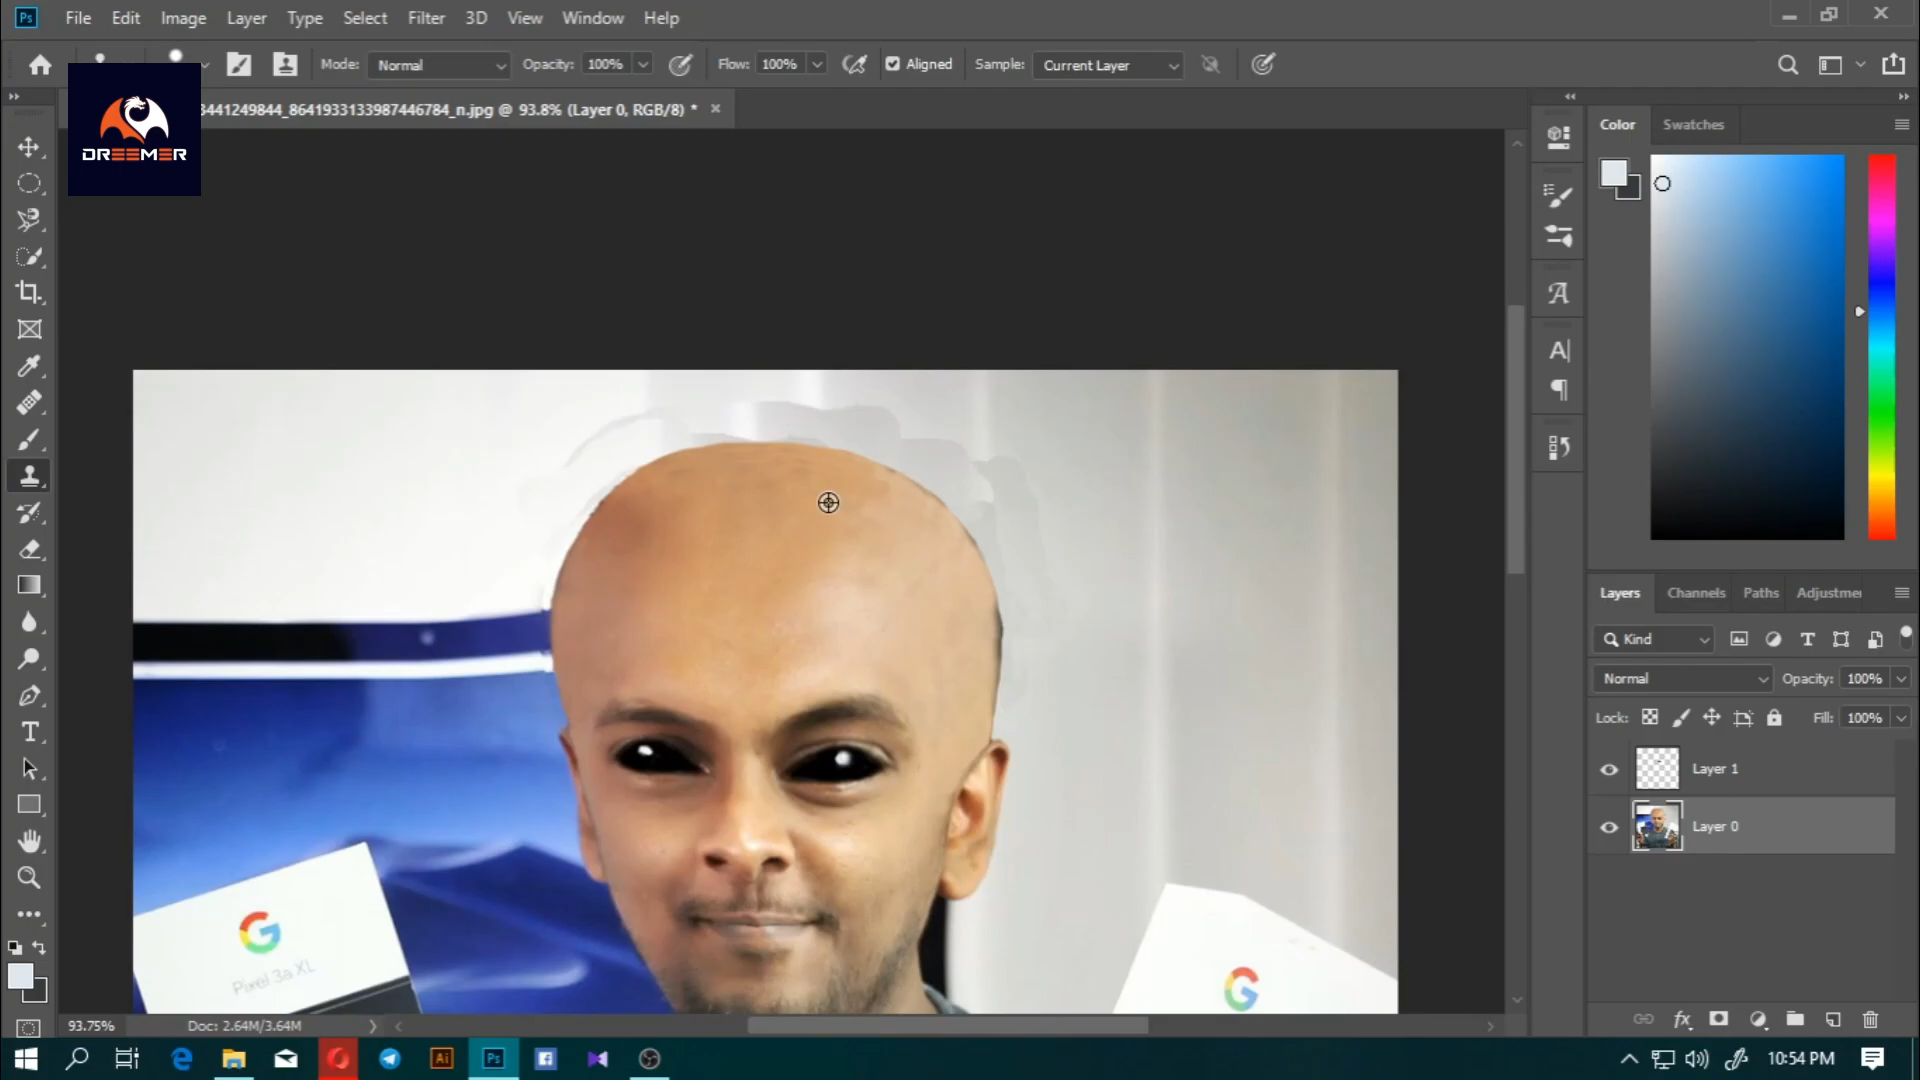 File Edit Image Layer Type Select Filter 3D View Window Help
Mode: Normal Opacity: 100% Flow: 100% Aligned Sample: Current Layer
3441249844_8641933133987446784_n.jpg @ 93.8% (Layer 0, RGB/8) *
DREEMER
Color Swatches
Layers Channels Paths Adjustmer
Kind
Normal Opacity: 100%
Lock: Fill: 100%
Layer 1
Layer 0
G
Pixel 3a XL
G
93.75% Doc: 2.64M/3.64M
10:54 PM